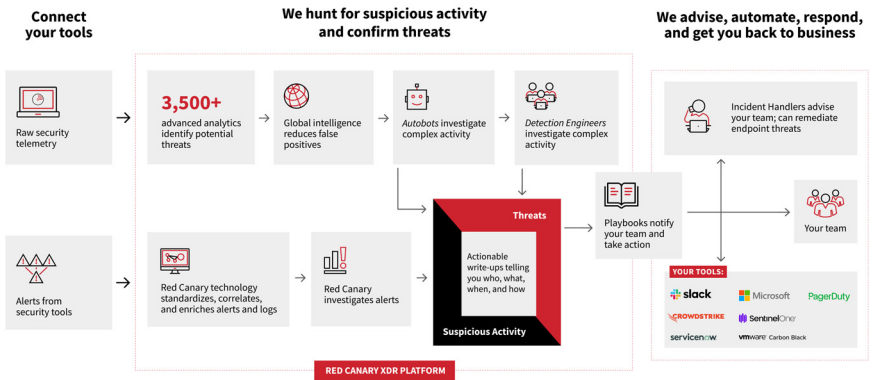 Connect
your tools
We hunt for suspicious activity
and confirm threats
We advise, automate, respond,
and get you back to business
Raw security
telemetry
3,500+
advanced analytics
identify potential
threats
Global intelligence
reduces false
positives
Autobots investigate
complex activity
Detection Engineers
investigate complex
activity
Incident Handlers advise
your team; can remediate
endpoint threats
Alerts from
security tools
Red Canary technology
standardizes, correlates,
and enriches alerts and logs
Red Canary
investigates alerts
Threats
Actionable
write-ups telling
you who, what,
when, and how
Suspicious Activity
Playbooks notify
your team and
take action
Your team
YOUR TOOLS:
slack
Microsoft
PagerDuty
CROWDSTRIKE
SentinelOne
servicenow
vmware Carbon Black
RED CANARY XDR PLATFORM